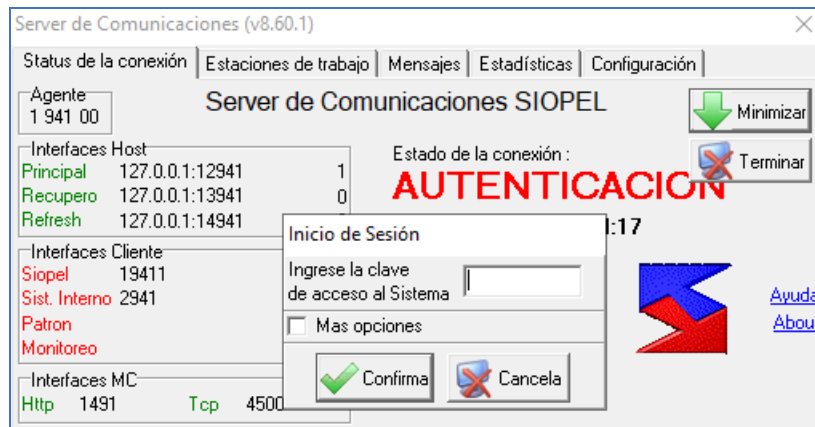 Server de Comunicaciones (v8.60.1)
Status de la conexión Estaciones de trabajo Mensajes Estadísticas Configuración
Agente
1 941 00
Server de Comunicaciones SIOPEL
Minimizar
Terminar
Interfaces Host
Principal 127.0.0.1:12941 1
Recupero 127.0.0.1:13941 0
Refresh 127.0.0.1:14941
Estado de la conexión :
AUTENTICACION
:17
Interfaces Cliente
Siopel 19411
Sist. Interno 2941
Patron
Monitoreo
Inicio de Sesión
Ingrese la clave
de acceso al Sistema
Mas opciones
Confirma Cancela
Ayuda
Abou
Interfaces MC
Http 1491 Tcp 4500